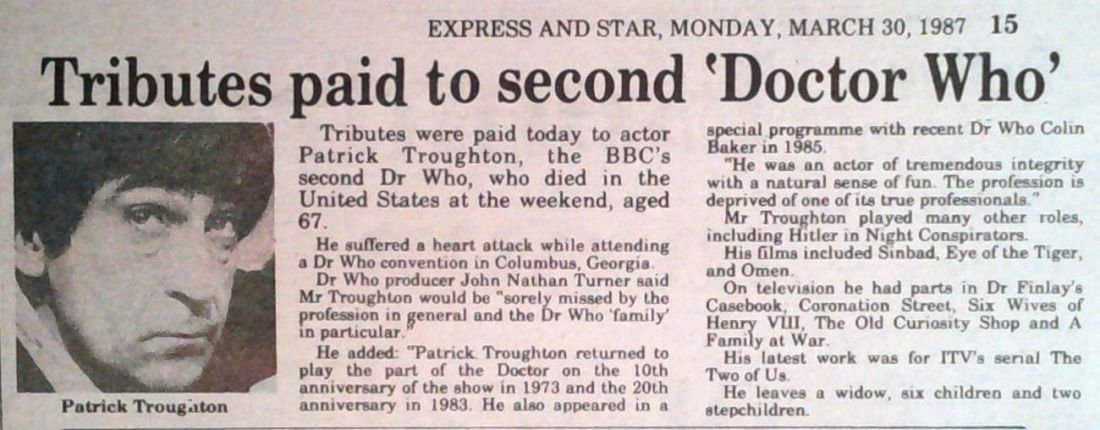 EXPRESS AND STAR, MONDAY, MARCH 30, 1987 15
Tributes paid to second ‘Doctor Who’
Tributes were paid today to actor
Patrick Troughton, the BBC's
second Dr Who, who died in the
United States at the weekend, aged
67.
He suffered a heart attack while attending
a Dr Who convention in Columbus, Georgia.
Dr Who producer John Nathan Turner said
Mr Troughton would be "sorely missed by the
profession in general and the Dr Who 'family'
in particular."
He added: "Patrick Troughton returned to
play the part of the Doctor on the 10th
anniversary of the show in 1973 and the 20th
anniversary in 1983. He also appeared in a
special programme with recent Dr Who Colin
Baker in 1985.
"He was an actor of tremendous integrity
with a natural sense of fun. The profession is
deprived of one of its true professionals."
Mr Troughton played many other roles,
including Hitler in Night Conspirators.
His films included Sinbad, Eye of the Tiger,
and Omen.
On television he had parts in Dr Finlay's
Casebook, Coronation Street, Six Wives of
Henry VIII, The Old Curiosity Shop and A
Family at War.
His latest work was for ITV's serial The
Two of Us.
He leaves a widow, six children and two
stepchildren.
Patrick Troughton